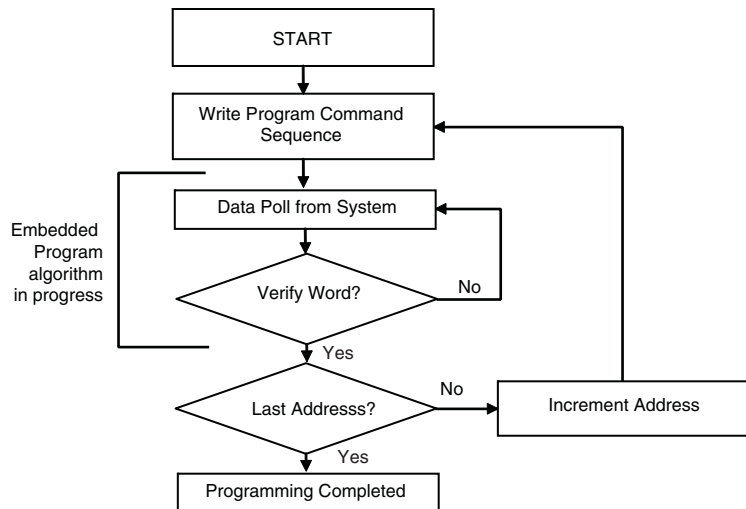 START
Write Program Command
Sequence
Data Poll from System
Embedded
Program
algorithm
in progress
Verify Word?
No
Yes
Last Addresss?
No
Increment Address
Yes
Programming Completed